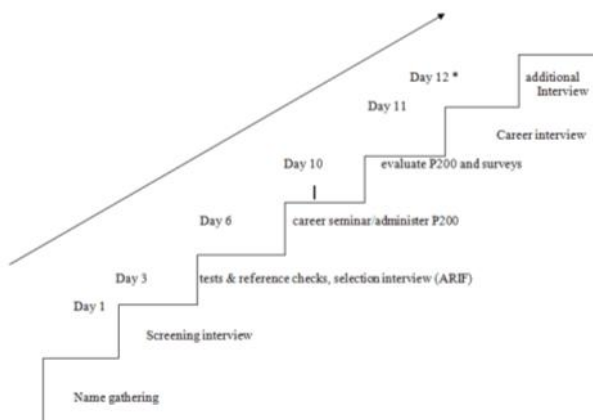 Day 12 *
additional
Interview
Day 11
Career interview
Day 10
evaluate P200 and surveys
Day 6
career seminar/administer P200
Day 3
tests & reference checks, selection interview (ARIF)
Day 1
Screening interview
Name gathering